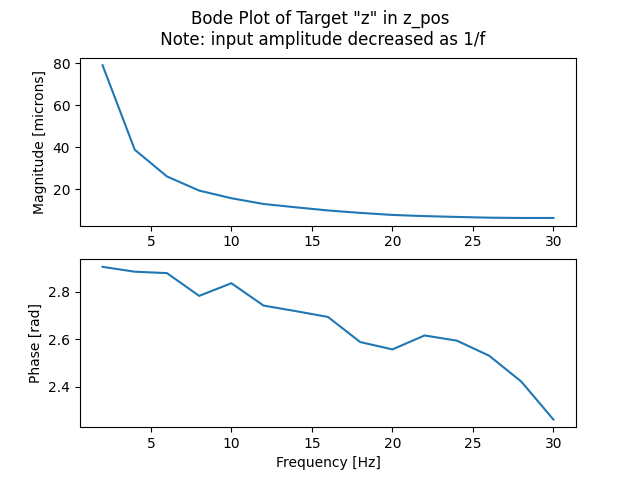 Bode Plot of Target "z" in z_pos
Note: input amplitude decreased as 1/f
Magnitude [microns]
80
60
40
20
5 10 15 20 25 30
Phase [rad]
2.8
2.6
2.4
5 10 15 20 25 30
Frequency [Hz]